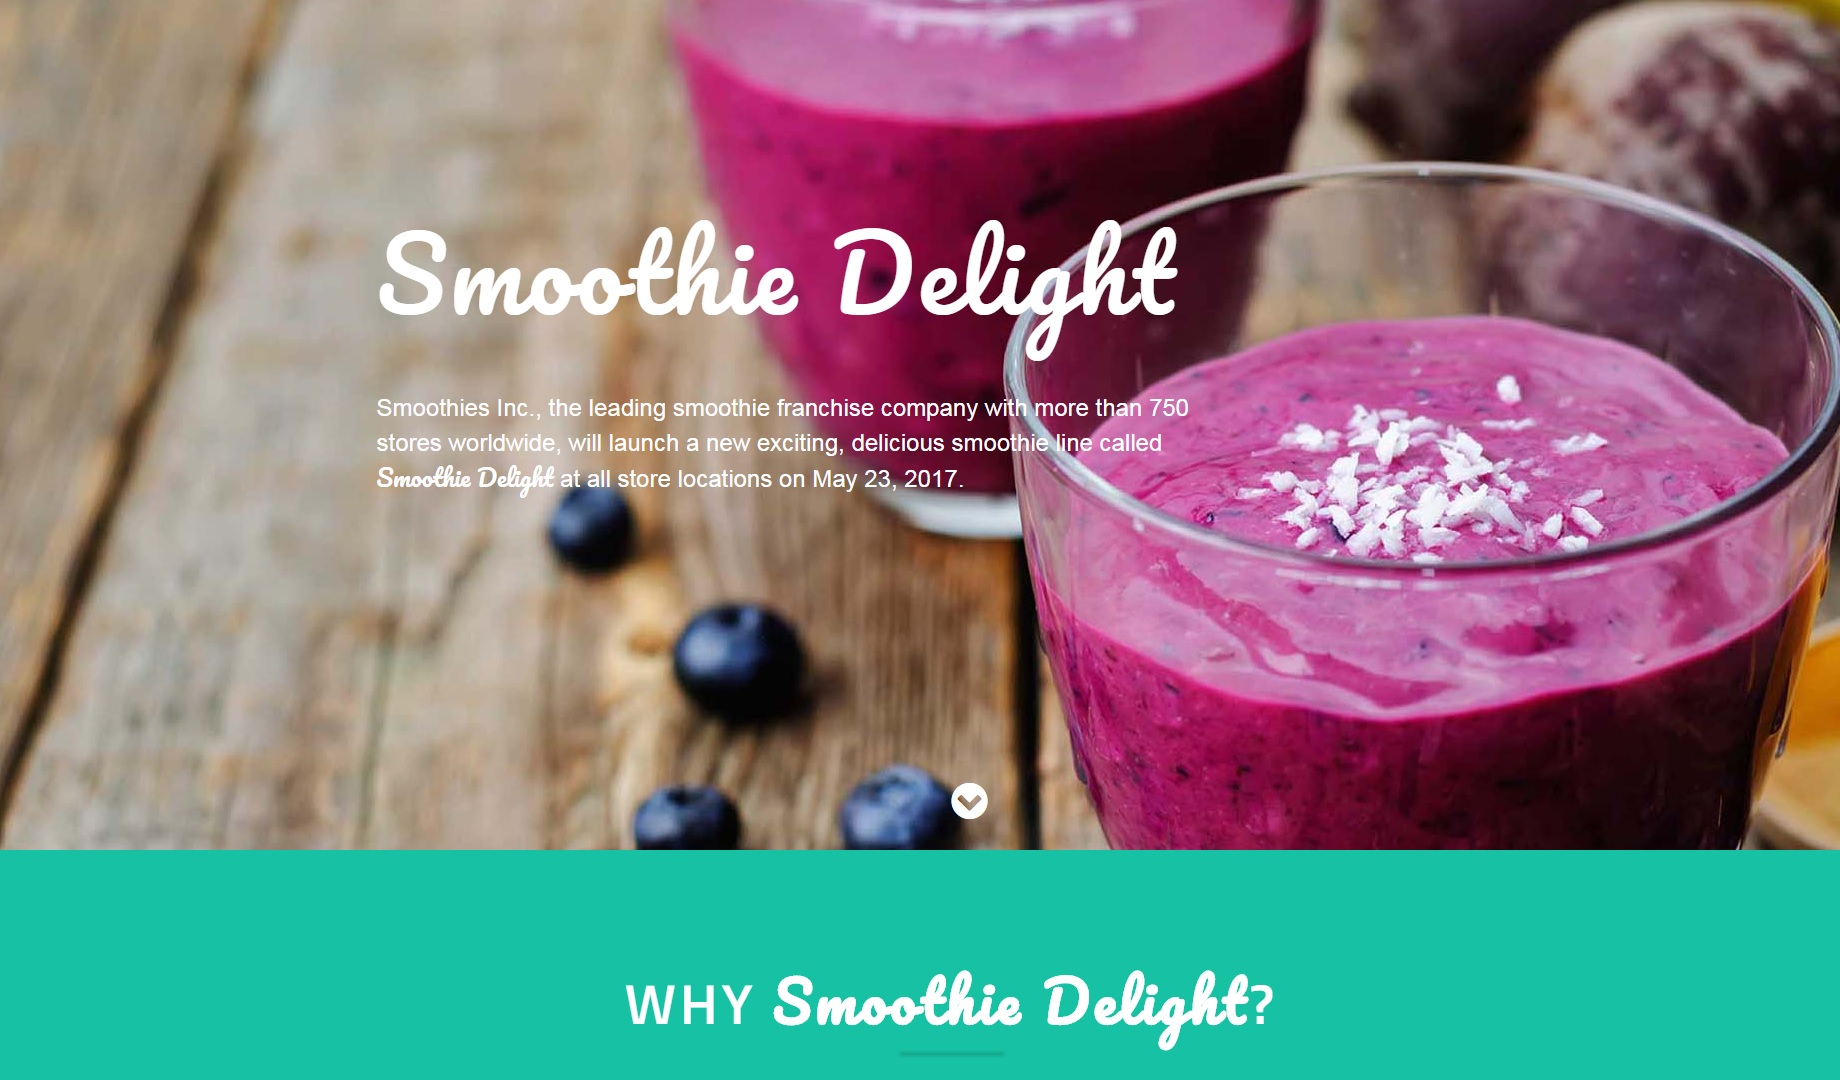 Smoothie Delight
Smoothies Inc., the leading smoothie franchise company with more than 750
stores worldwide, will launch a new exciting, delicious smoothie line called
Smoothie Delight at all store locations on May 23, 2017.
WHY Smoothie Delight?